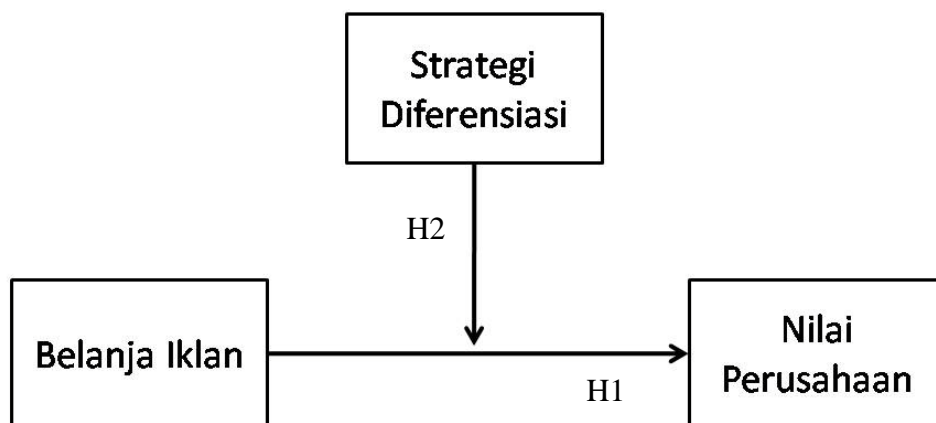 Strategi
Diferensiasi
H2
Belanja Iklan
Nilai
Perusahaan
H1